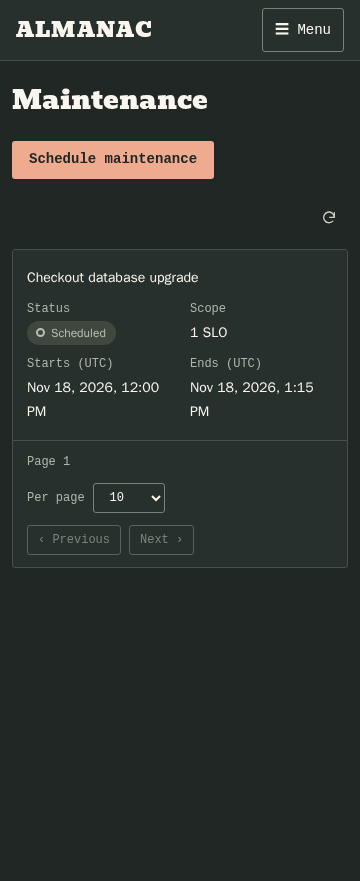 ALMANAC
☰ Menu
Maintenance
Schedule maintenance
Checkout database upgrade
Status
Scope
Scheduled
1 SLO
Starts (UTC)
Ends (UTC)
Nov 18, 2026, 12:00
PM
Nov 18, 2026, 1:15
PM
Page 1
Per page
10
‹ Previous
Next ›